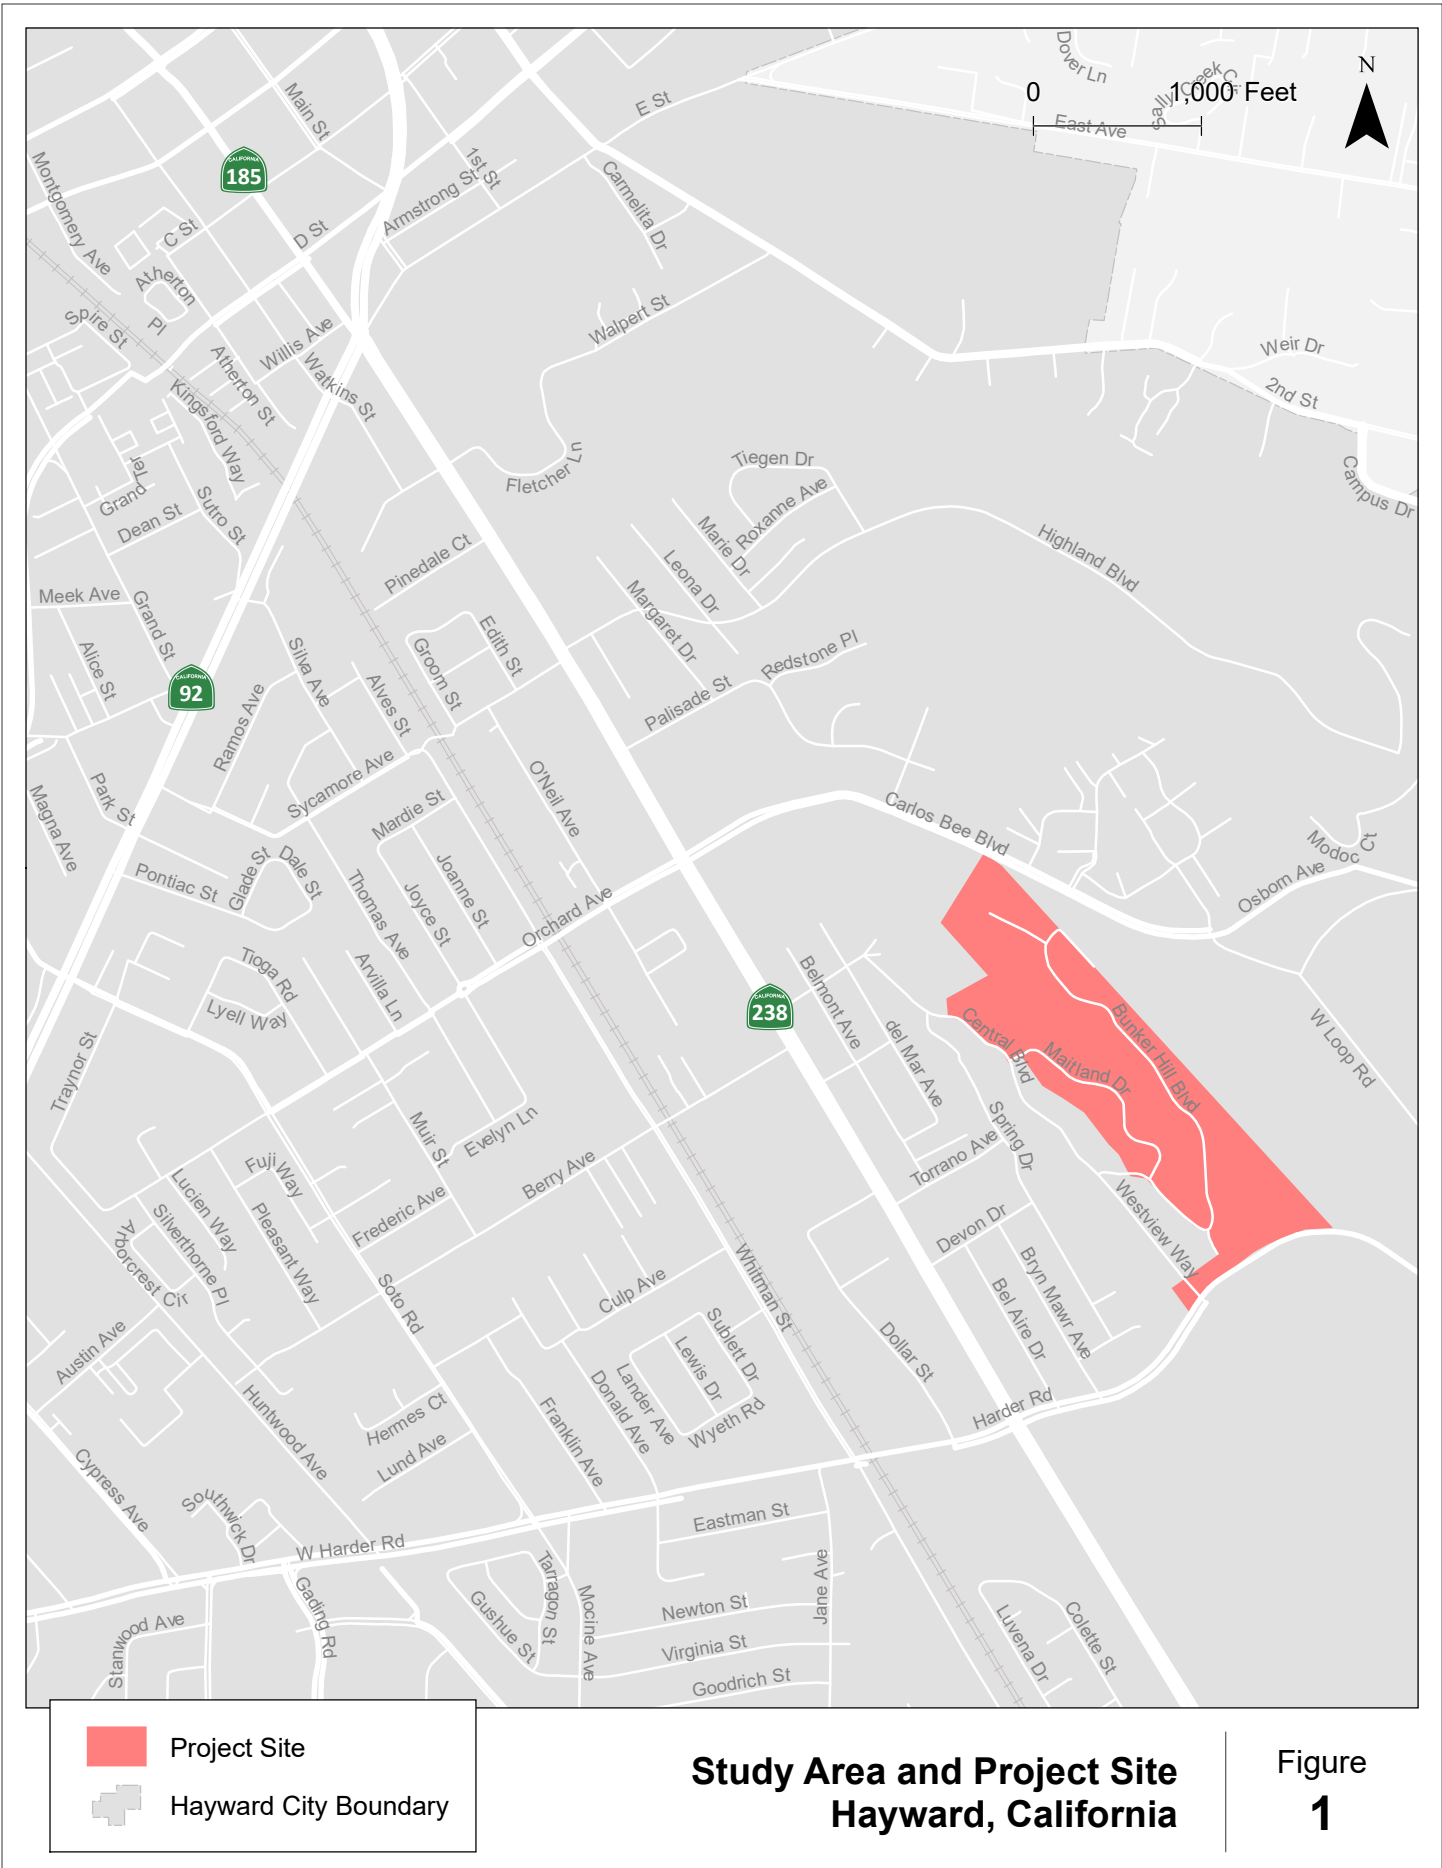 Dover Ln
Sally Creek Cir
N
0
1,000 Feet
East Ave
E St
Main St
1st St
CALIFORNIA
185
Armstrong St
Carmelita Dr
Montgomery Ave
C St
D St
Atherton Pl
Spire St
Willis Ave
Walpert St
Weir Dr
2nd St
Atherton St
Watkins St
Kingsford Way
Fletcher Ln
Tiegen Dr
Roxanne Ave
Campus Dr
Grand Ter
Dean St
Sutro St
Marie Dr
Highland Blvd
Pinedale Ct
Leona Dr
Margaret Dr
Meek Ave
Grand St
Edith St
Groom St
Silva Ave
Alice St
Redstone Pl
CALIFORNIA
92
Ramos Ave
Alves St
Palisade St
Sycamore Ave
O'Neil Ave
Park St
Magna Ave
Mardie St
Carlos Bee Blvd
Modoc Ct
Osborn Ave
Pontiac St
Glade St
Dale St
Joanne St
Joyce St
Thomas Ave
Orchard Ave
Tioga Rd
Arvilla Ln
Lyell Way
Belmont Ave
CALIFORNIA
238
del Mar Ave
Central Blvd
Bunker Hill Blvd
Maitland Dr
W Loop Rd
Traynor St
Muir St
Evelyn Ln
Spring Dr
Torrano Ave
Fuji Way
Berry Ave
Lucien Way
Silverthorne Pl
Pleasant Way
Frederic Ave
Westview Way
Arborcrest Cir
Devon Dr
Whitman St
Bryn Mawr Ave
Soto Rd
Culp Ave
Bel Aire Dr
Austin Ave
Sublett Dr
Lewis Dr
Dollar St
Lander Ave
Donald Ave
Wyeth Rd
Huntwood Ave
Hermes Ct
Franklin Ave
Harder Rd
Lund Ave
Cypress Ave
Southwick Dr
Eastman St
W Harder Rd
Tarragon St
Gading Rd
Gushue St
Mocine Ave
Jane Ave
Newton St
Stanwood Ave
Virginia St
Luvena Dr
Colette St
Goodrich St
Project Site
Hayward City Boundary
Study Area and Project Site
Hayward, California
Figure
1